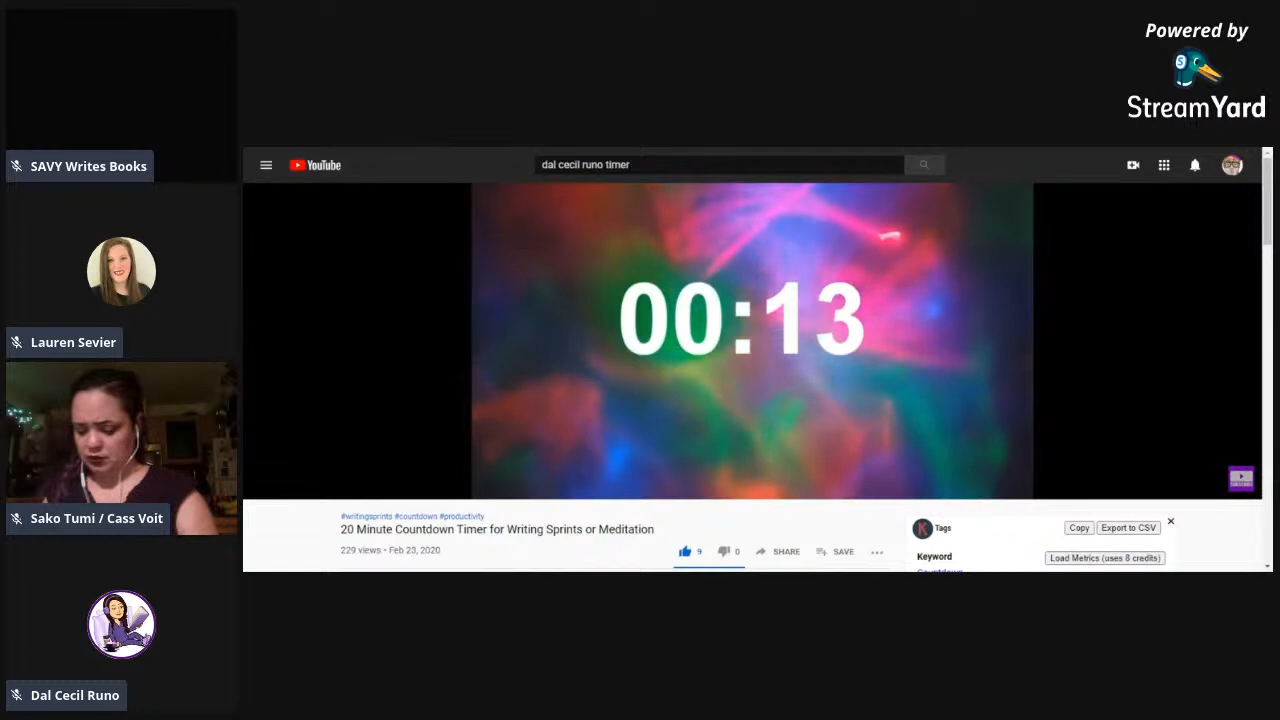 Powered by
S
StreamYard
SAVY Writes Books
Lauren Sevier
Sako Tumi / Cass Voit
Dal Cecil Runo
YouTube
dal cecil runo timer
00:13
#writingsprints #countdown #productivity
20 Minute Countdown Timer for Writing Sprints or Meditation
229 views • Feb 23, 2020
9
0
SHARE
SAVE
K
Tags
Copy
Export to CSV
Keyword
Load Metrics (uses 8 credits)
Countdown